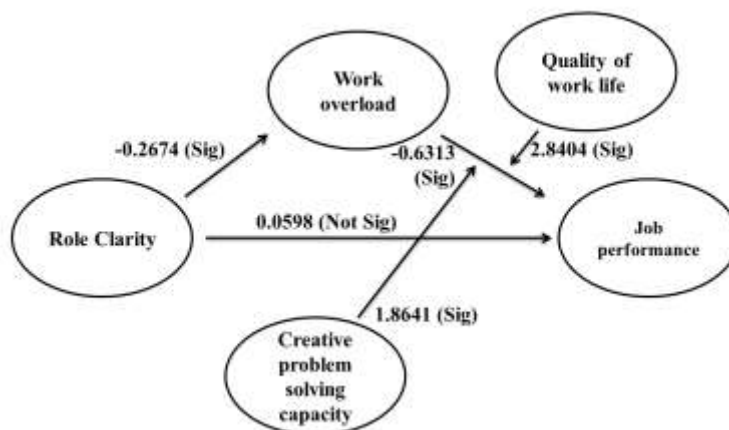 Work
overload
Quality of
work life
-0.2674 (Sig)
-0.6313
(Sig)
2.8404 (Sig)
Role Clarity
0.0598 (Not Sig)
Job
performance
1.8641 (Sig)
Creative
problem
solving
capacity